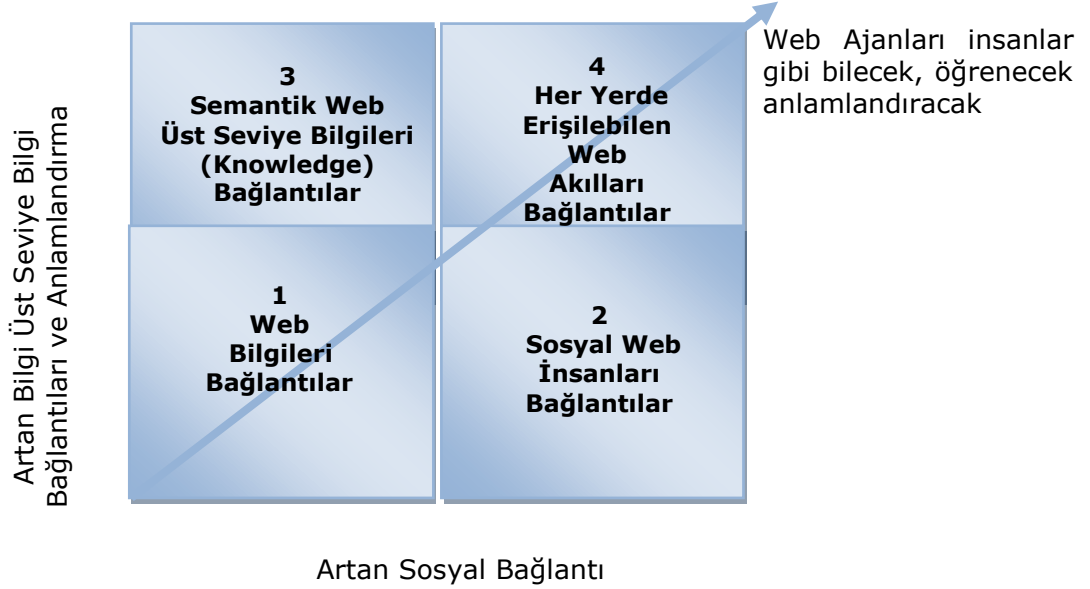 3
Semantik Web
Üst Seviye Bilgileri
(Knowledge)
Bağlantılar
4
Her Yerde
Erişilebilen
Web
Akılları
Bağlantılar
Web Ajanları insanlar
gibi bilecek, öğrenecek
anlamlandıracak
Artan Bilgi Üst Seviye Bilgi
Bağlantıları ve Anlamlandırma
1
Web
Bilgileri
Bağlantılar
2
Sosyal Web
İnsanları
Bağlantılar
Artan Sosyal Bağlantı